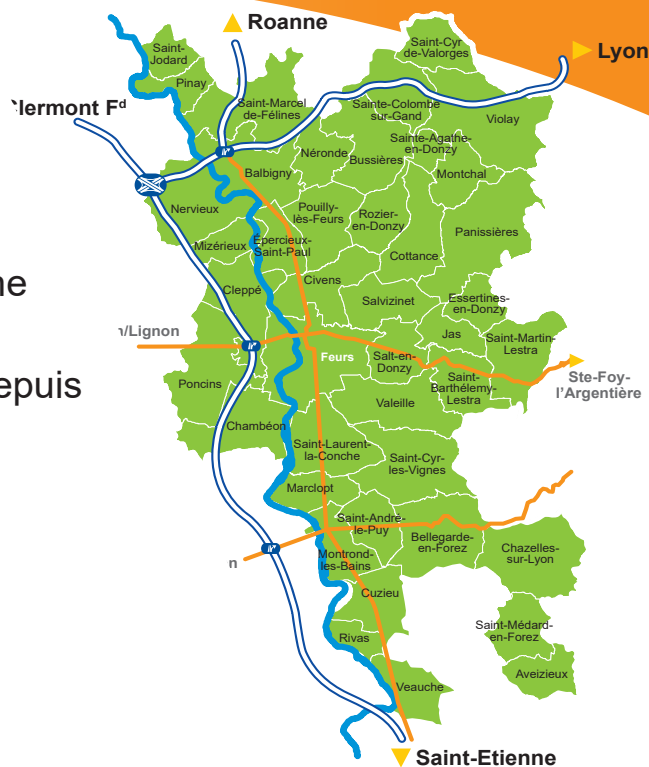 Roanne
Saint-Cyr
de-Valorges
Lyon
Saint-
Jodard
Pinay
Saint-Marcel
de-Félines
Sainte-Colombe
sur-Gand
Violay
lermont Fᵈ
Sainte-Agathe-
en-Donzy
Néronde
Bussières
Balbigny
Montchal
Nervieux
Pouilly-
lès-Feurs
Rozier-
en-Donzy
Panissières
Mizérieux
Épercieux-
Saint-Paul
Cottance
ne
Cleppé
Civens
Salvizinet
Essertines-
en-Donzy
n/Lignon
Jas
Saint-Martin-
Lestra
Feurs
Salt-en-
Donzy
epuis
Poncins
Saint-
Barthélemy-
Lestra
Ste-Foy-
l'Argentière
Valeille
Chambéon
Saint-Laurent-
la-Conche
Saint-Cyr-
les-Vignes
Marclopt
Saint-André-
le-Puy
Bellegarde-
en-Forez
Chazelles-
sur-Lyon
n
Montrond-
les-Bains
Cuzieu
Rivas
Saint-Médard-
en-Forez
Aveizieux
Veauche
Saint-Etienne